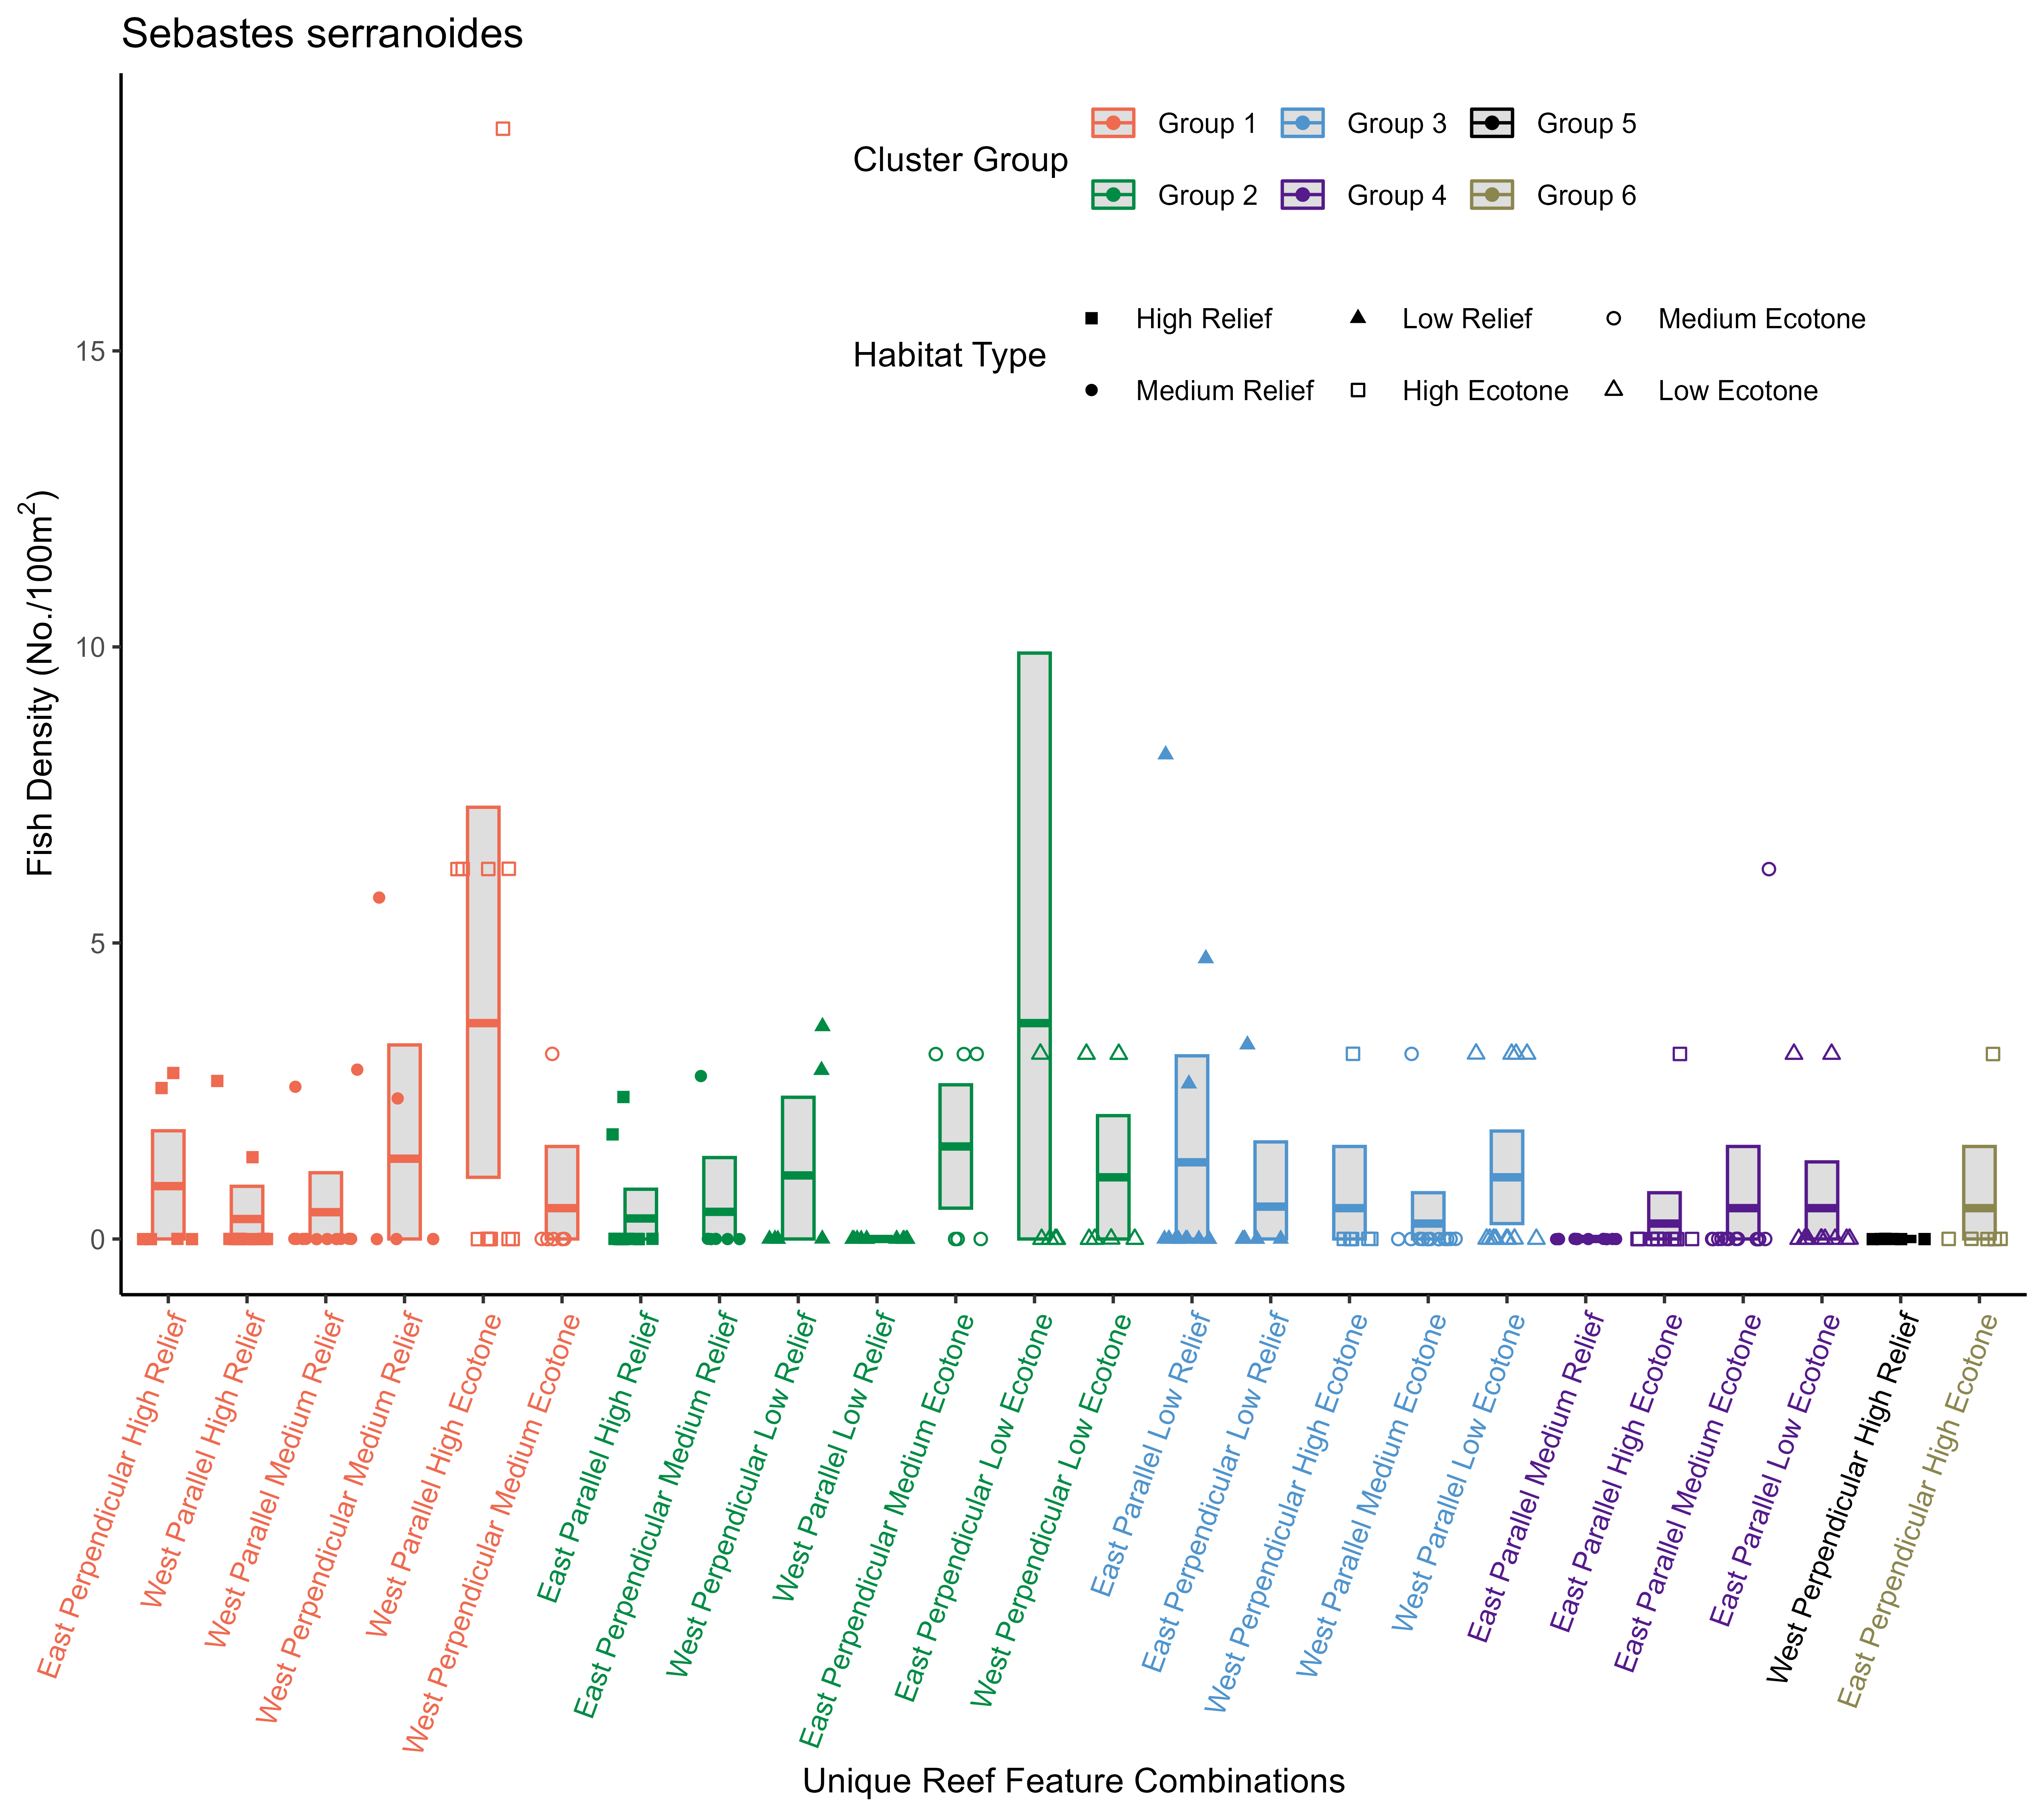 Sebastes serranoides
Cluster Group
Group 1
Group 3
Group 5
Group 2
Group 4
Group 6
Habitat Type
High Relief
Low Relief
Medium Ecotone
Medium Relief
High Ecotone
Low Ecotone
Fish Density (No./100m²)
15
10
5
0
East Perpendicular High Relief
West Parallel High Relief
West Parallel Medium Relief
West Perpendicular Medium Relief
West Parallel High Ecotone
West Perpendicular Medium Ecotone
East Parallel High Relief
East Perpendicular Medium Relief
West Perpendicular Low Relief
West Parallel Low Relief
East Perpendicular Medium Ecotone
East Perpendicular Low Ecotone
West Perpendicular Low Ecotone
East Parallel Low Relief
East Perpendicular Low Relief
West Perpendicular High Ecotone
West Parallel Medium Ecotone
West Parallel Low Ecotone
East Parallel Medium Relief
East Parallel High Ecotone
East Parallel Medium Ecotone
East Parallel Low Ecotone
West Perpendicular High Relief
East Perpendicular High Ecotone
Unique Reef Feature Combinations